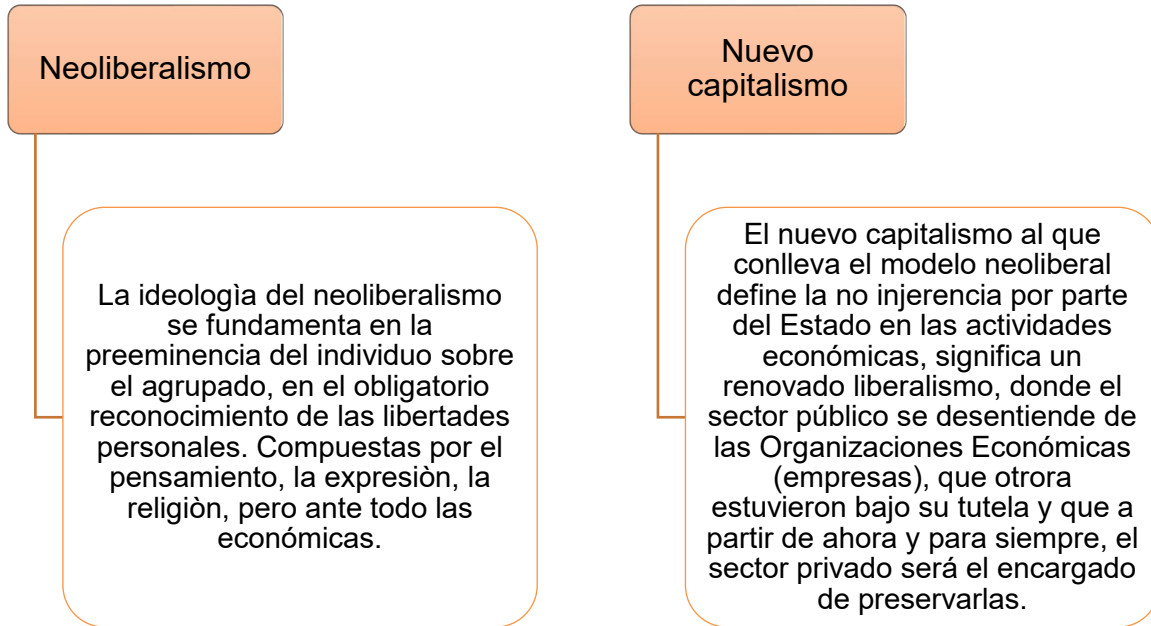 Neoliberalismo
La ideologìa del neoliberalismo
se fundamenta en la
preeminencia del individuo sobre
el agrupado, en el obligatorio
reconocimiento de las libertades
personales. Compuestas por el
pensamiento, la expresiòn, la
religiòn, pero ante todo las
económicas.
Nuevo
capitalismo
El nuevo capitalismo al que
conlleva el modelo neoliberal
define la no injerencia por parte
del Estado en las actividades
económicas, significa un
renovado liberalismo, donde el
sector público se desentiende de
las Organizaciones Económicas
(empresas), que otrora
estuvieron bajo su tutela y que a
partir de ahora y para siempre, el
sector privado será el encargado
de preservarlas.